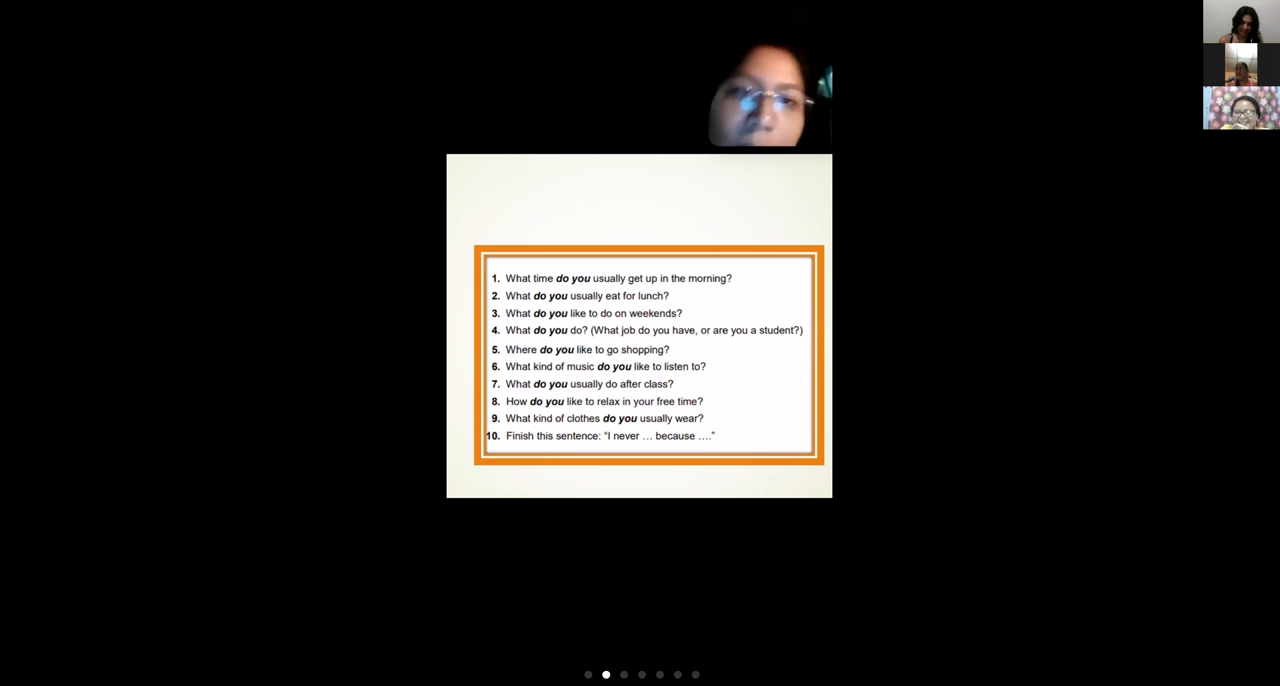 1. What time do you usually get up in the morning?
2. What do you usually eat for lunch?
3. What do you like to do on weekends?
4. What do you do? (What job do you have, or are you a student?)
5. Where do you like to go shopping?
6. What kind of music do you like to listen to?
7. What do you usually do after class?
8. How do you like to relax in your free time?
9. What kind of clothes do you usually wear?
10. Finish this sentence: “I never … because ….”